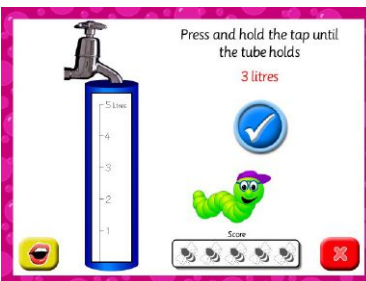 Press and hold the tap until
the tube holds
3 litres
5 Litres
4
3
2
1
Score